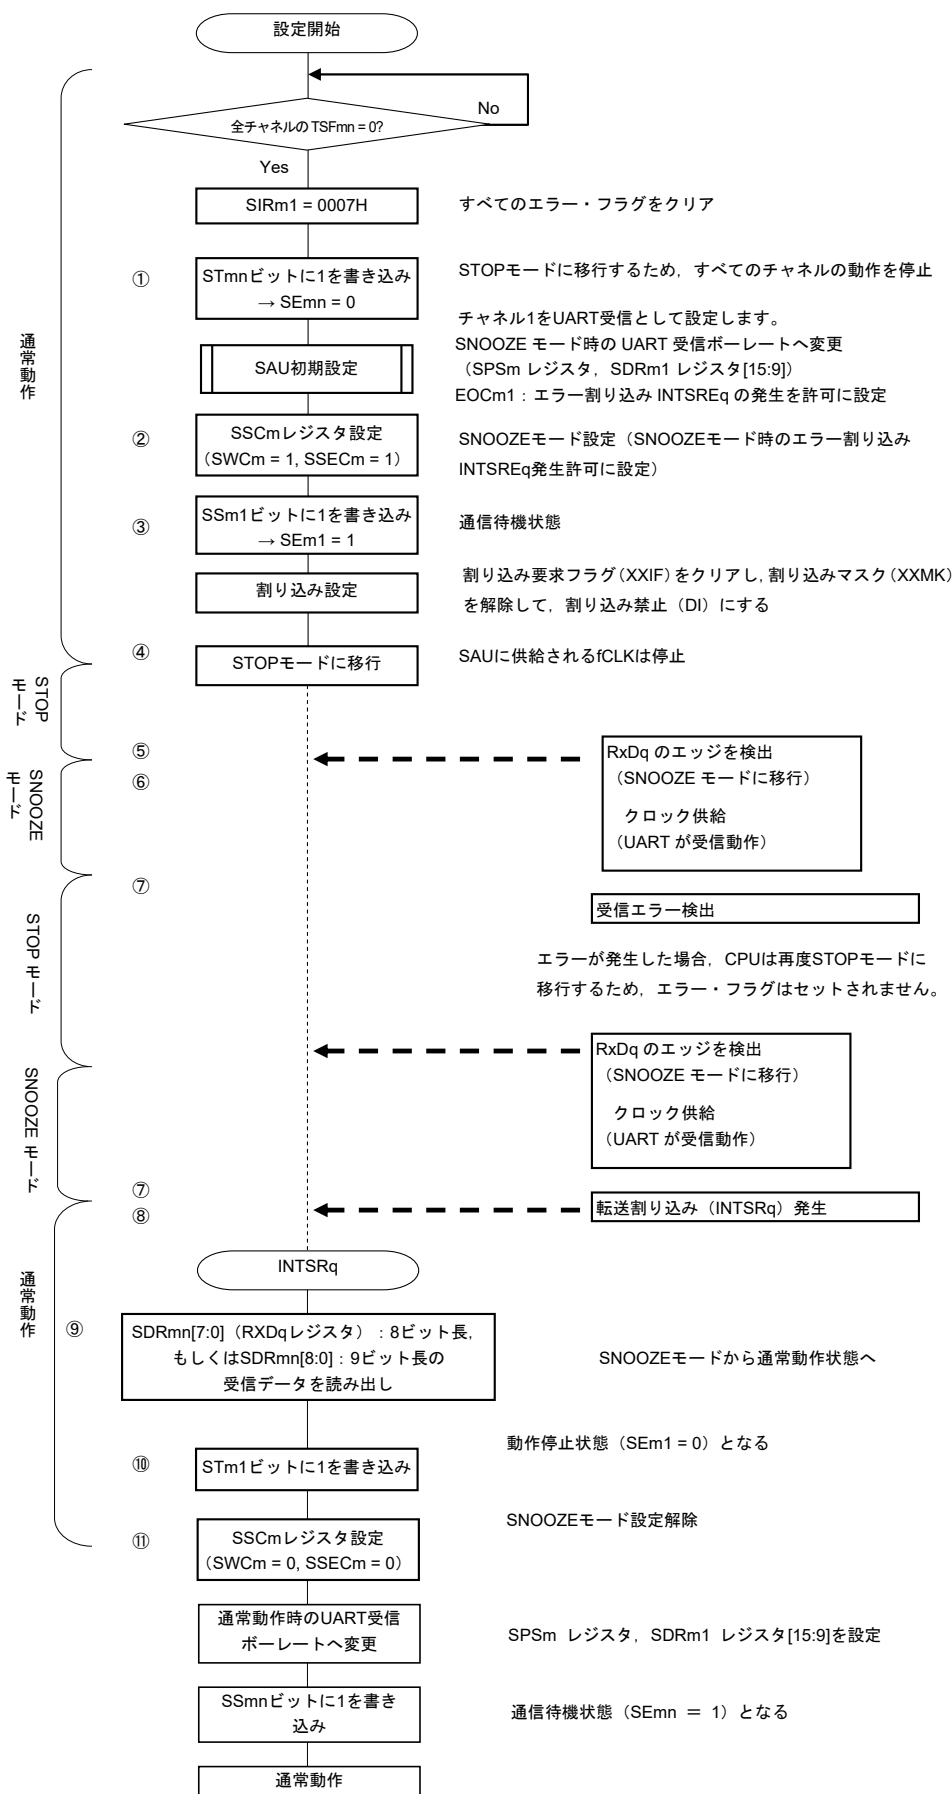 設定開始
No
全チャネルの TSFmn = 0?
Yes
SIRm1 = 0007H
すべてのエラー・フラグをクリア
①
STmnビットに1を書き込み
→ SEmn = 0
STOPモードに移行するため，すべてのチャネルの動作を停止
通常動作
SAU初期設定
チャネル1をUART受信として設定します。
SNOOZE モード時の UART 受信ボーレートへ変更
（SPSm レジスタ，SDRm1 レジスタ[15:9]）
EOCm1：エラー割り込み INTSREq の発生を許可に設定
②
SSCmレジスタ設定
（SWCm = 1, SSECm = 1）
SNOOZEモード設定（SNOOZEモード時のエラー割り込み
INTSREq発生許可に設定）
③
SSm1ビットに1を書き込み
→ SEm1 = 1
通信待機状態
割り込み設定
割り込み要求フラグ（XXIF）をクリアし，割り込みマスク（XXMK）
を解除して，割り込み禁止（DI）にする
④
STOPモードに移行
SAUに供給されるfCLKは停止
STOP
モード
⑤
RxDq のエッジを検出
（SNOOZE モードに移行）
クロック供給
（UART が受信動作）
SNOOZE
モード
⑥
⑦
受信エラー検出
STOP モード
エラーが発生した場合，CPUは再度STOPモードに
移行するため，エラー・フラグはセットされません。
RxDq のエッジを検出
（SNOOZE モードに移行）
クロック供給
（UART が受信動作）
SNOOZE モード
⑦
⑧
転送割り込み（INTSRq）発生
INTSRq
通常動作
⑨
SDRmn[7:0]（RXDqレジスタ）：8ビット長，
もしくはSDRmn[8:0]：9ビット長の
受信データを読み出し
SNOOZEモードから通常動作状態へ
⑩
STm1ビットに1を書き込み
動作停止状態（SEm1 = 0）となる
⑪
SSCmレジスタ設定
（SWCm = 0, SSECm = 0）
SNOOZEモード設定解除
通常動作時のUART受信
ボーレートへ変更
SPSm レジスタ，SDRm1 レジスタ[15:9]を設定
SSmnビットに1を書き
込み
通信待機状態（SEmn ＝ 1）となる
通常動作